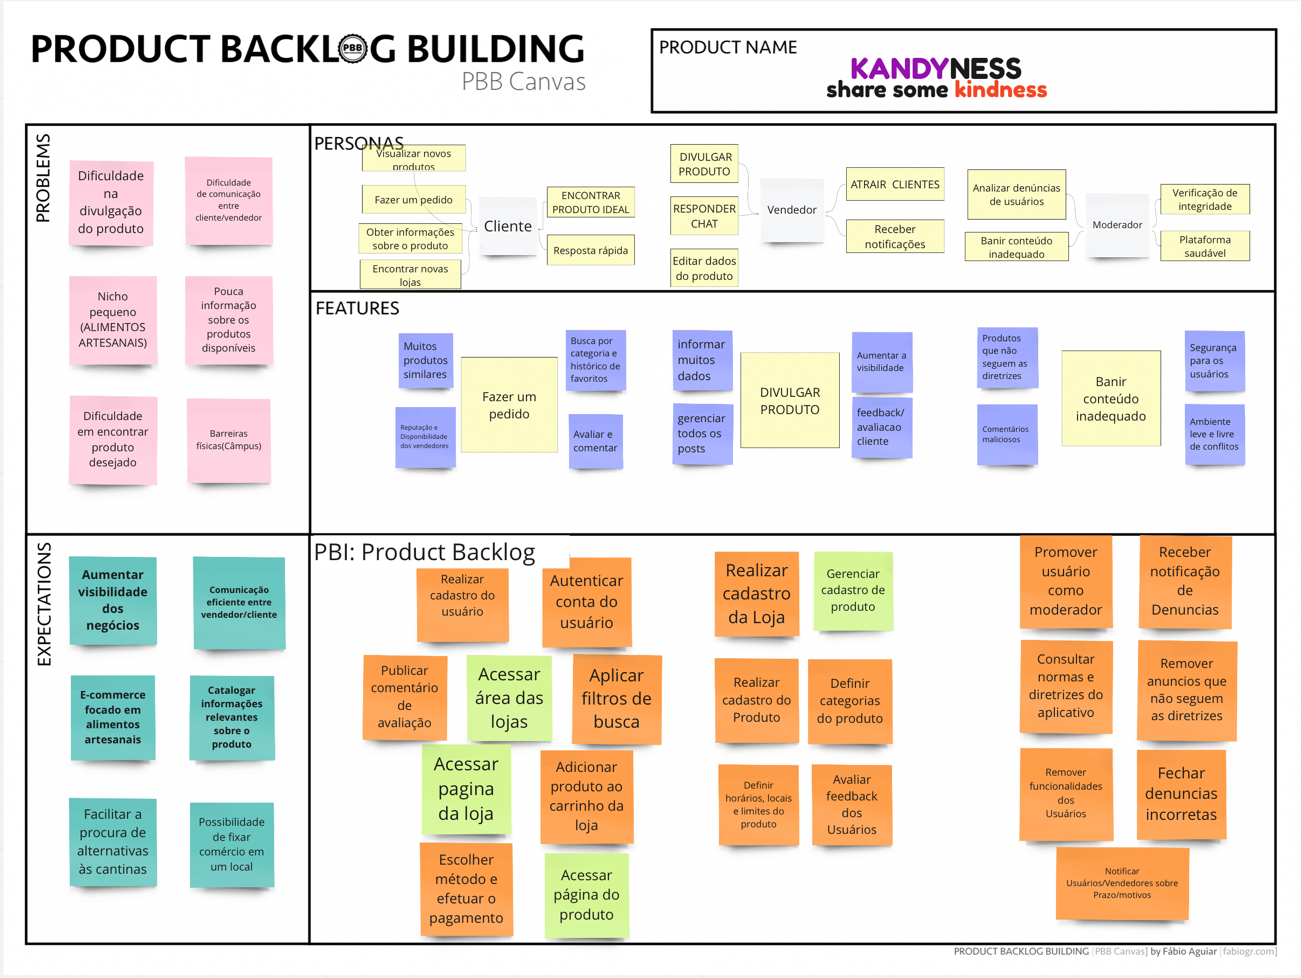 PRODUCT BACKLOG BUILDING
PBB
PBB Canvas
PRODUCT NAME
KANDYNESS
share some kindness
PROBLEMS
Dificuldade
na
divulgação
do produto
Dificuldade
de comunicação
entre
cliente/vendedor
Nicho
pequeno
(ALIMENTOS
ARTESANAIS)
Pouca
informação
sobre os
produtos
disponíveis
Dificuldade
em encontrar
produto
desejado
Barreiras
físicas(Câmpus)
PERSONAS
Visualizar novos
produtos
Fazer um pedido
Obter informações
sobre o produto
Encontrar novas
lojas
Cliente
ENCONTRAR
PRODUTO IDEAL
Resposta rápida
DIVULGAR
PRODUTO
RESPONDER
CHAT
Editar dados
do produto
Vendedor
ATRAIR CLIENTES
Receber
notificações
Analizar denúncias
de usuários
Banir conteúdo
inadequado
Moderador
Verificação de
integridade
Plataforma
saudável
FEATURES
Muitos
produtos
similares
Reputação e
Disponibilidade
dos vendedores
Fazer um
pedido
Busca por
categoria e
histórico de
favoritos
Avaliar e
comentar
informar
muitos
dados
gerenciar
todos os
posts
DIVULGAR
PRODUTO
Aumentar a
visibilidade
feedback/
avaliacao
cliente
Produtos
que não
seguem as
diretrizes
Comentários
maliciosos
Banir
conteúdo
inadequado
Segurança
para os
usuários
Ambiente
leve e livre
de conflitos
EXPECTATIONS
Aumentar
visibilidade
dos
negócios
Comunicação
eficiente entre
vendedor/cliente
E-commerce
focado em
alimentos
artesanais
Catalogar
informações
relevantes
sobre o
produto
Facilitar a
procura de
alternativas
às cantinas
Possibilidade
de fixar
comércio em
um local
PBI: Product Backlog
Realizar
cadastro do
usuário
Autenticar
conta do
usuário
Publicar
comentário
de
avaliação
Acessar
área das
lojas
Aplicar
filtros de
busca
Acessar
pagina
da loja
Adicionar
produto ao
carrinho da
loja
Escolher
método e
efetuar o
pagamento
Acessar
página do
produto
Realizar
cadastro
da Loja
Gerenciar
cadastro de
produto
Realizar
cadastro do
Produto
Definir
categorias
do produto
Definir
horários, locais
e limites do
produto
Avaliar
feedback
dos
Usuários
Promover
usuário
como
moderador
Receber
notificação
de
Denuncias
Consultar
normas e
diretrizes do
aplicativo
Remover
anuncios que
não seguem
as diretrizes
Remover
funcionalidades
dos
Usuários
Fechar
denuncias
incorretas
Notificar
Usuários/Vendedores sobre
Prazo/motivos
PRODUCT BACKLOG BUILDING [PBB Canvas] by Fábio Aguiar [fabiogr.com]